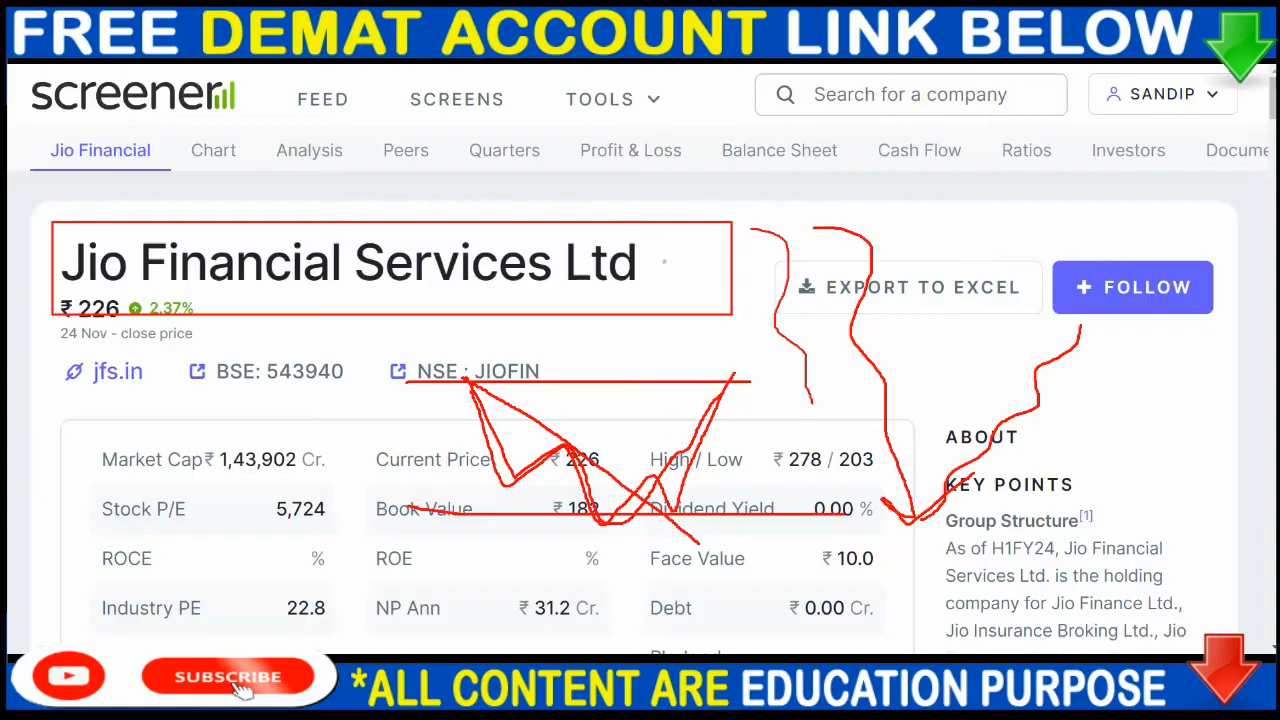 FREE DEMAT ACCOUNT LINK BELOW
screener
FEED SCREENS TOOLS
Search for a company
SANDIP
Jio Financial Chart Analysis Peers Quarters Profit & Loss Balance Sheet Cash Flow Ratios Investors Docume
Jio Financial Services Ltd
EXPORT TO EXCEL
+ FOLLOW
₹ 226 2.37%
24 Nov - close price
jfs.in BSE: 543940 NSE : JIOFIN
Market Cap ₹ 1,43,902 Cr. Current Price ₹ 226 High / Low ₹ 278 / 203
Stock P/E 5,724 Book Value ₹ 182 Dividend Yield 0.00 %
ROCE % ROE % Face Value ₹ 10.0
Industry PE 22.8 NP Ann ₹ 31.2 Cr. Debt ₹ 0.00 Cr.
ABOUT
KEY POINTS
Group Structure[1]
As of H1FY24, Jio Financial
Services Ltd. is the holding
company for Jio Finance Ltd.,
Jio Insurance Broking Ltd., Jio
SUBSCRIBE
*ALL CONTENT ARE EDUCATION PURPOSE